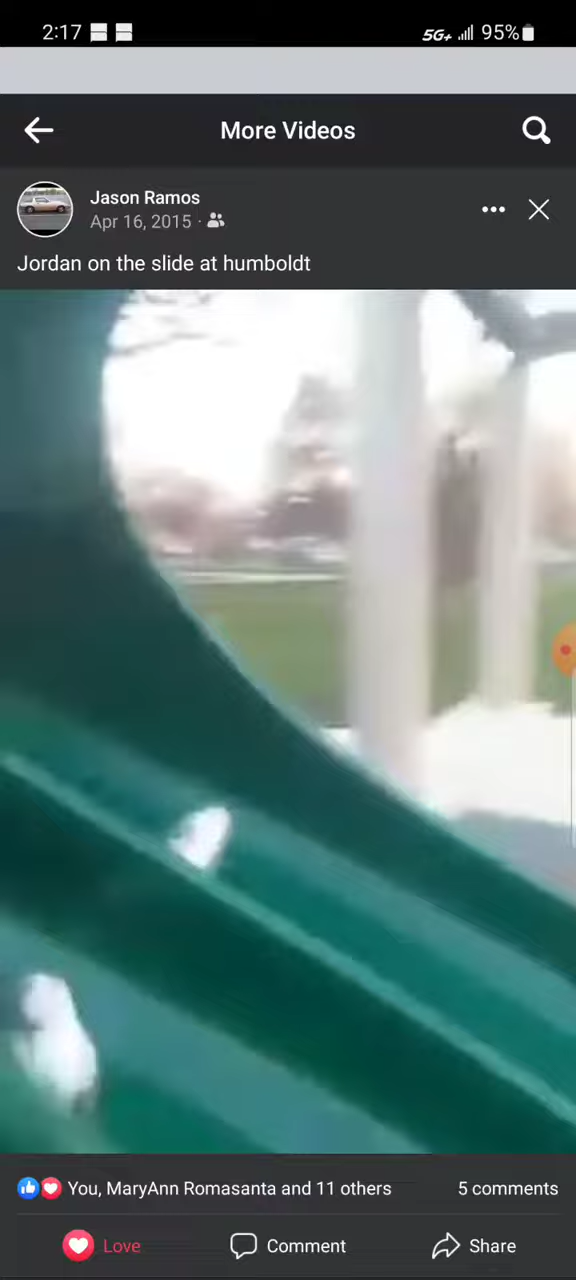 2:17
5G+ 95%
More Videos
Jason Ramos
Apr 16, 2015 ·
Jordan on the slide at humboldt
You, MaryAnn Romasanta and 11 others
5 comments
Love
Comment
Share